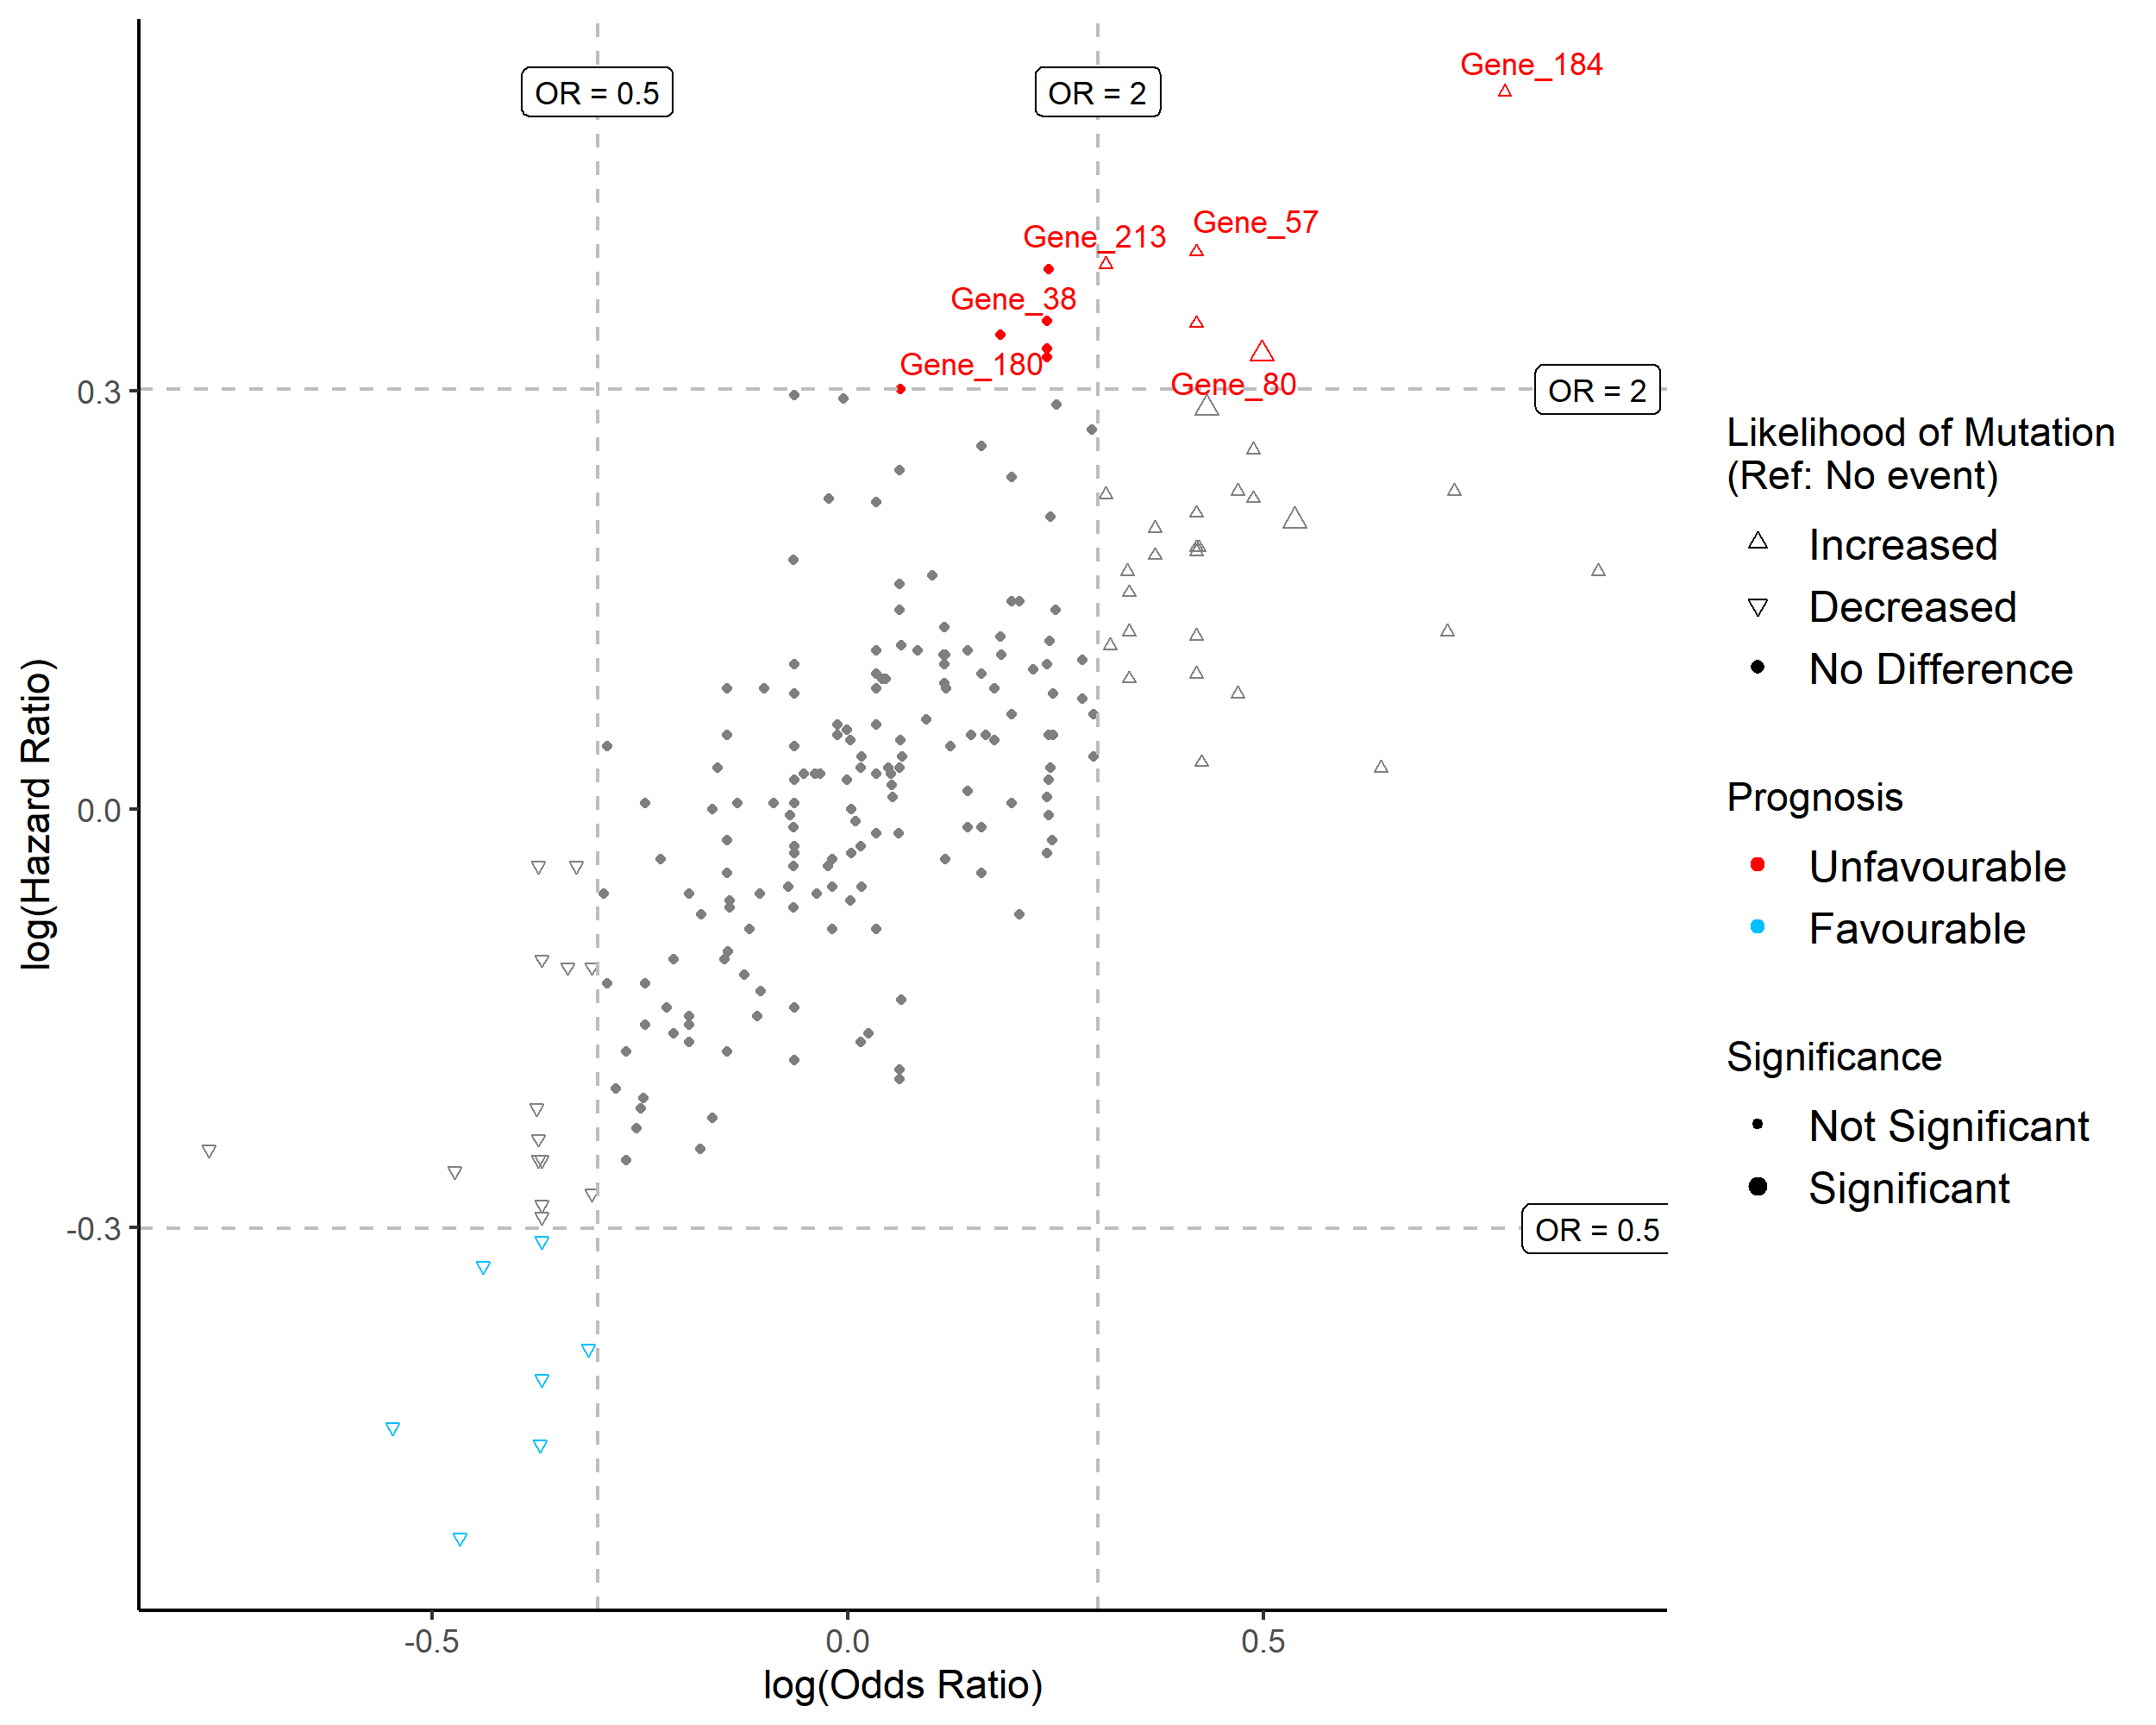 Gene_184
OR = 0.5
OR = 2
Gene_57
Gene_213
Gene_38
Gene_180
Gene_80
OR = 2
OR = 0.5
0.3
0.0
-0.3
log(Hazard Ratio)
-0.5
0.0
0.5
log(Odds Ratio)
Likelihood of Mutation
(Ref: No event)
Increased
Decreased
No Difference
Prognosis
Unfavourable
Favourable
Significance
Not Significant
Significant